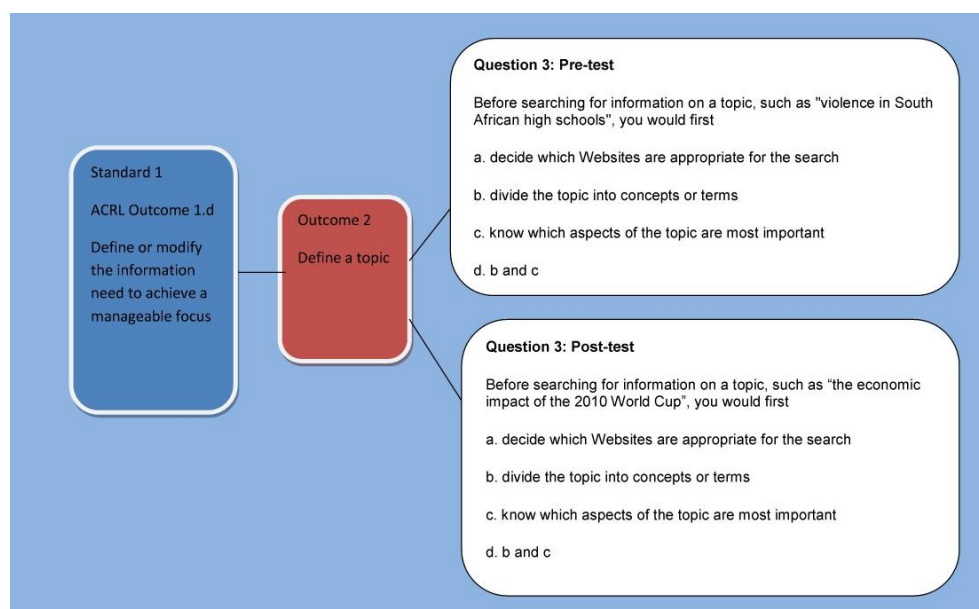 Standard 1
ACRL Outcome 1.d
Define or modify
the information
need to achieve a
manageable focus
Outcome 2
Define a topic
Question 3: Pre-test
Before searching for information on a topic, such as "violence in South
African high schools", you would first
a. decide which Websites are appropriate for the search
b. divide the topic into concepts or terms
c. know which aspects of the topic are most important
d. b and c
Question 3: Post-test
Before searching for information on a topic, such as “the economic
impact of the 2010 World Cup”, you would first
a. decide which Websites are appropriate for the search
b. divide the topic into concepts or terms
c. know which aspects of the topic are most important
d. b and c